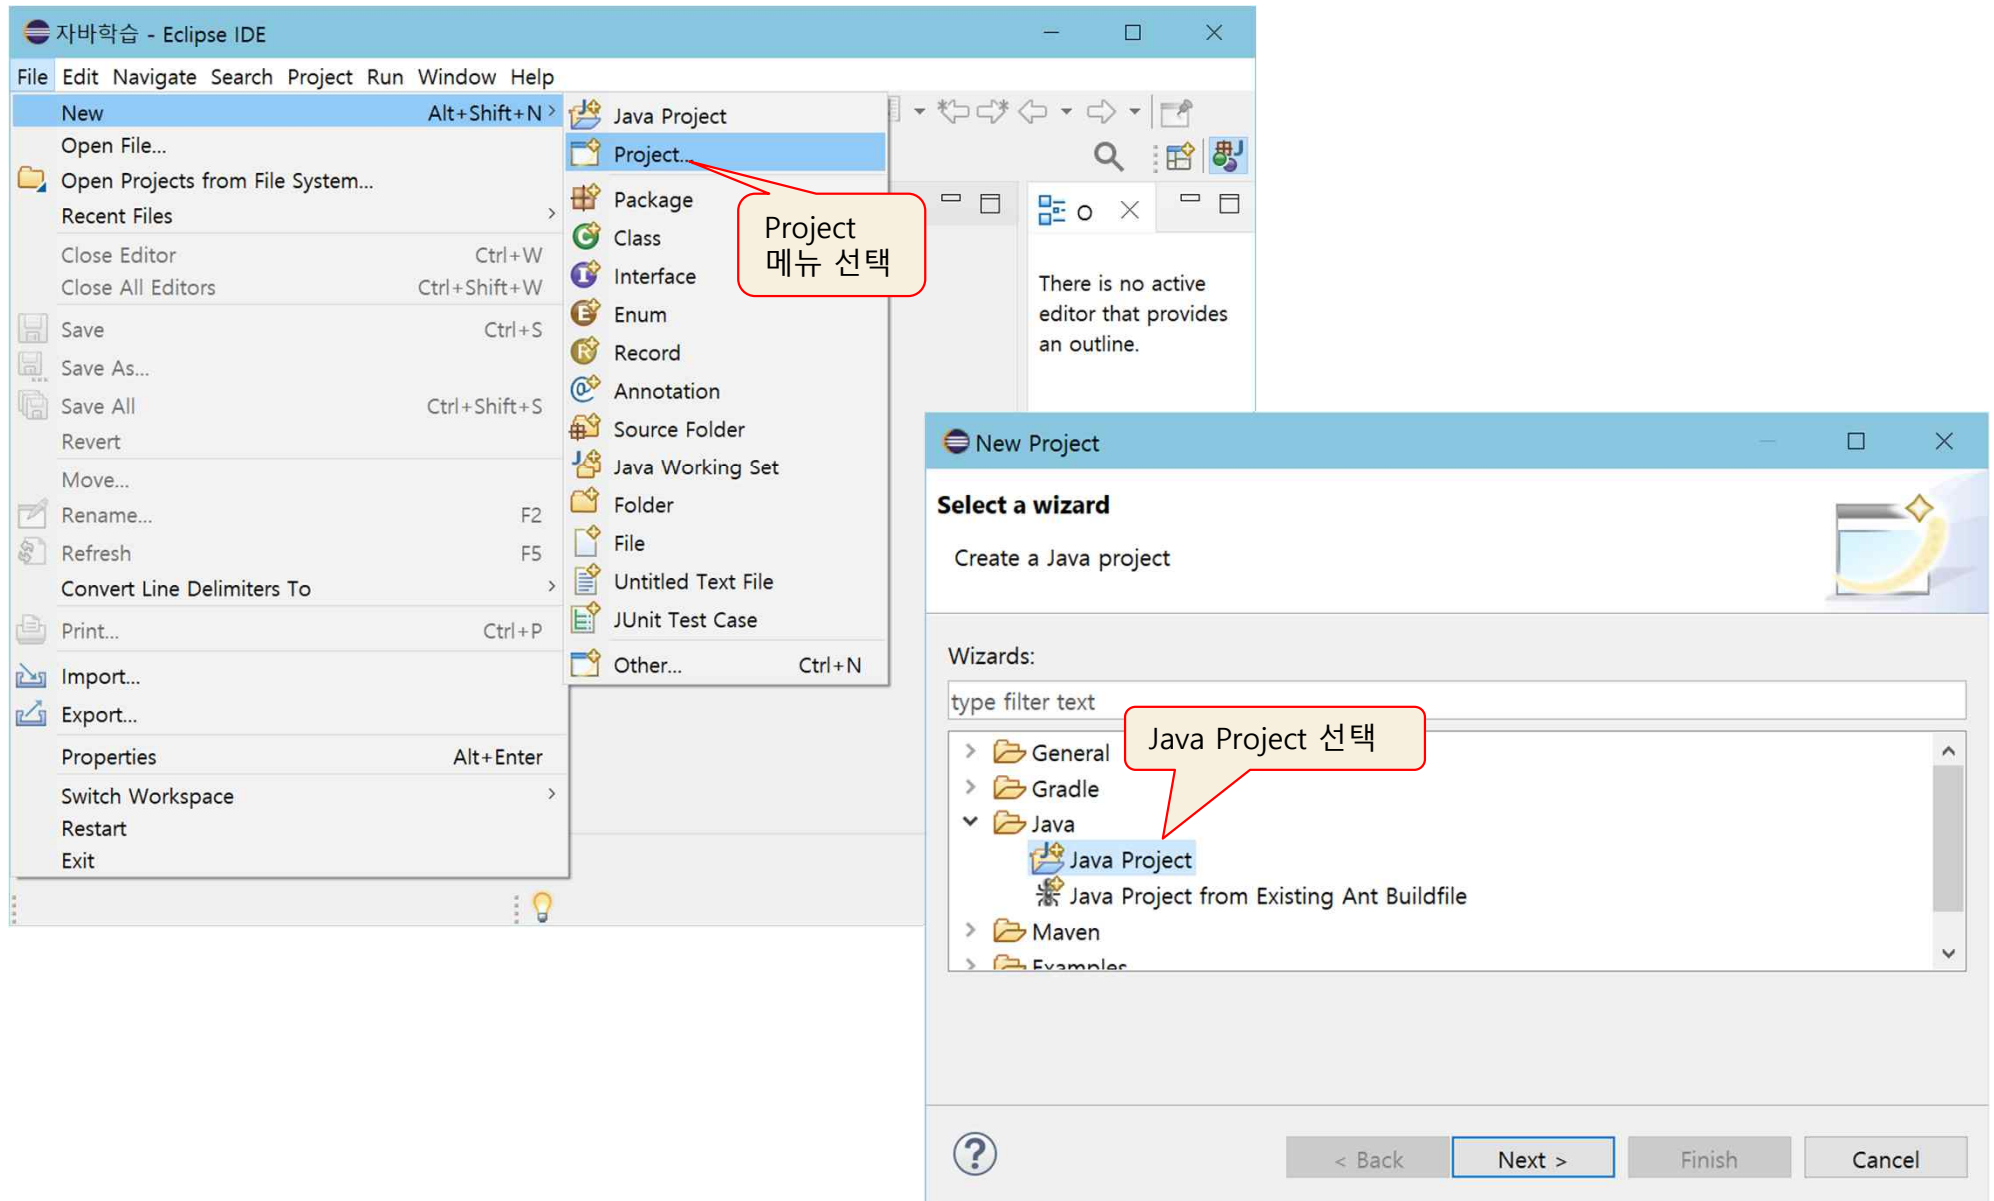 자바학습 - Eclipse IDE
File Edit Navigate Search Project Run Window Help
New Alt+Shift+N >
Open File...
Open Projects from File System...
Recent Files >
Close Editor Ctrl+W
Close All Editors Ctrl+Shift+W
Save Ctrl+S
Save As...
Save All Ctrl+Shift+S
Revert
Move...
Rename... F2
Refresh F5
Convert Line Delimiters To >
Print... Ctrl+P
Import...
Export...
Properties Alt+Enter
Switch Workspace >
Restart
Exit
Java Project
Project...
Package
Class
Interface
Enum
Record
Annotation
Source Folder
Java Working Set
Folder
File
Untitled Text File
JUnit Test Case
Other... Ctrl+N
Project
메뉴 선택
O
There is no active
editor that provides
an outline.
New Project
Select a wizard
Create a Java project
Wizards:
type filter text
General
Gradle
Java
Java Project
Java Project from Existing Ant Buildfile
Maven
Examples
Java Project 선택
?
< Back Next > Finish Cancel